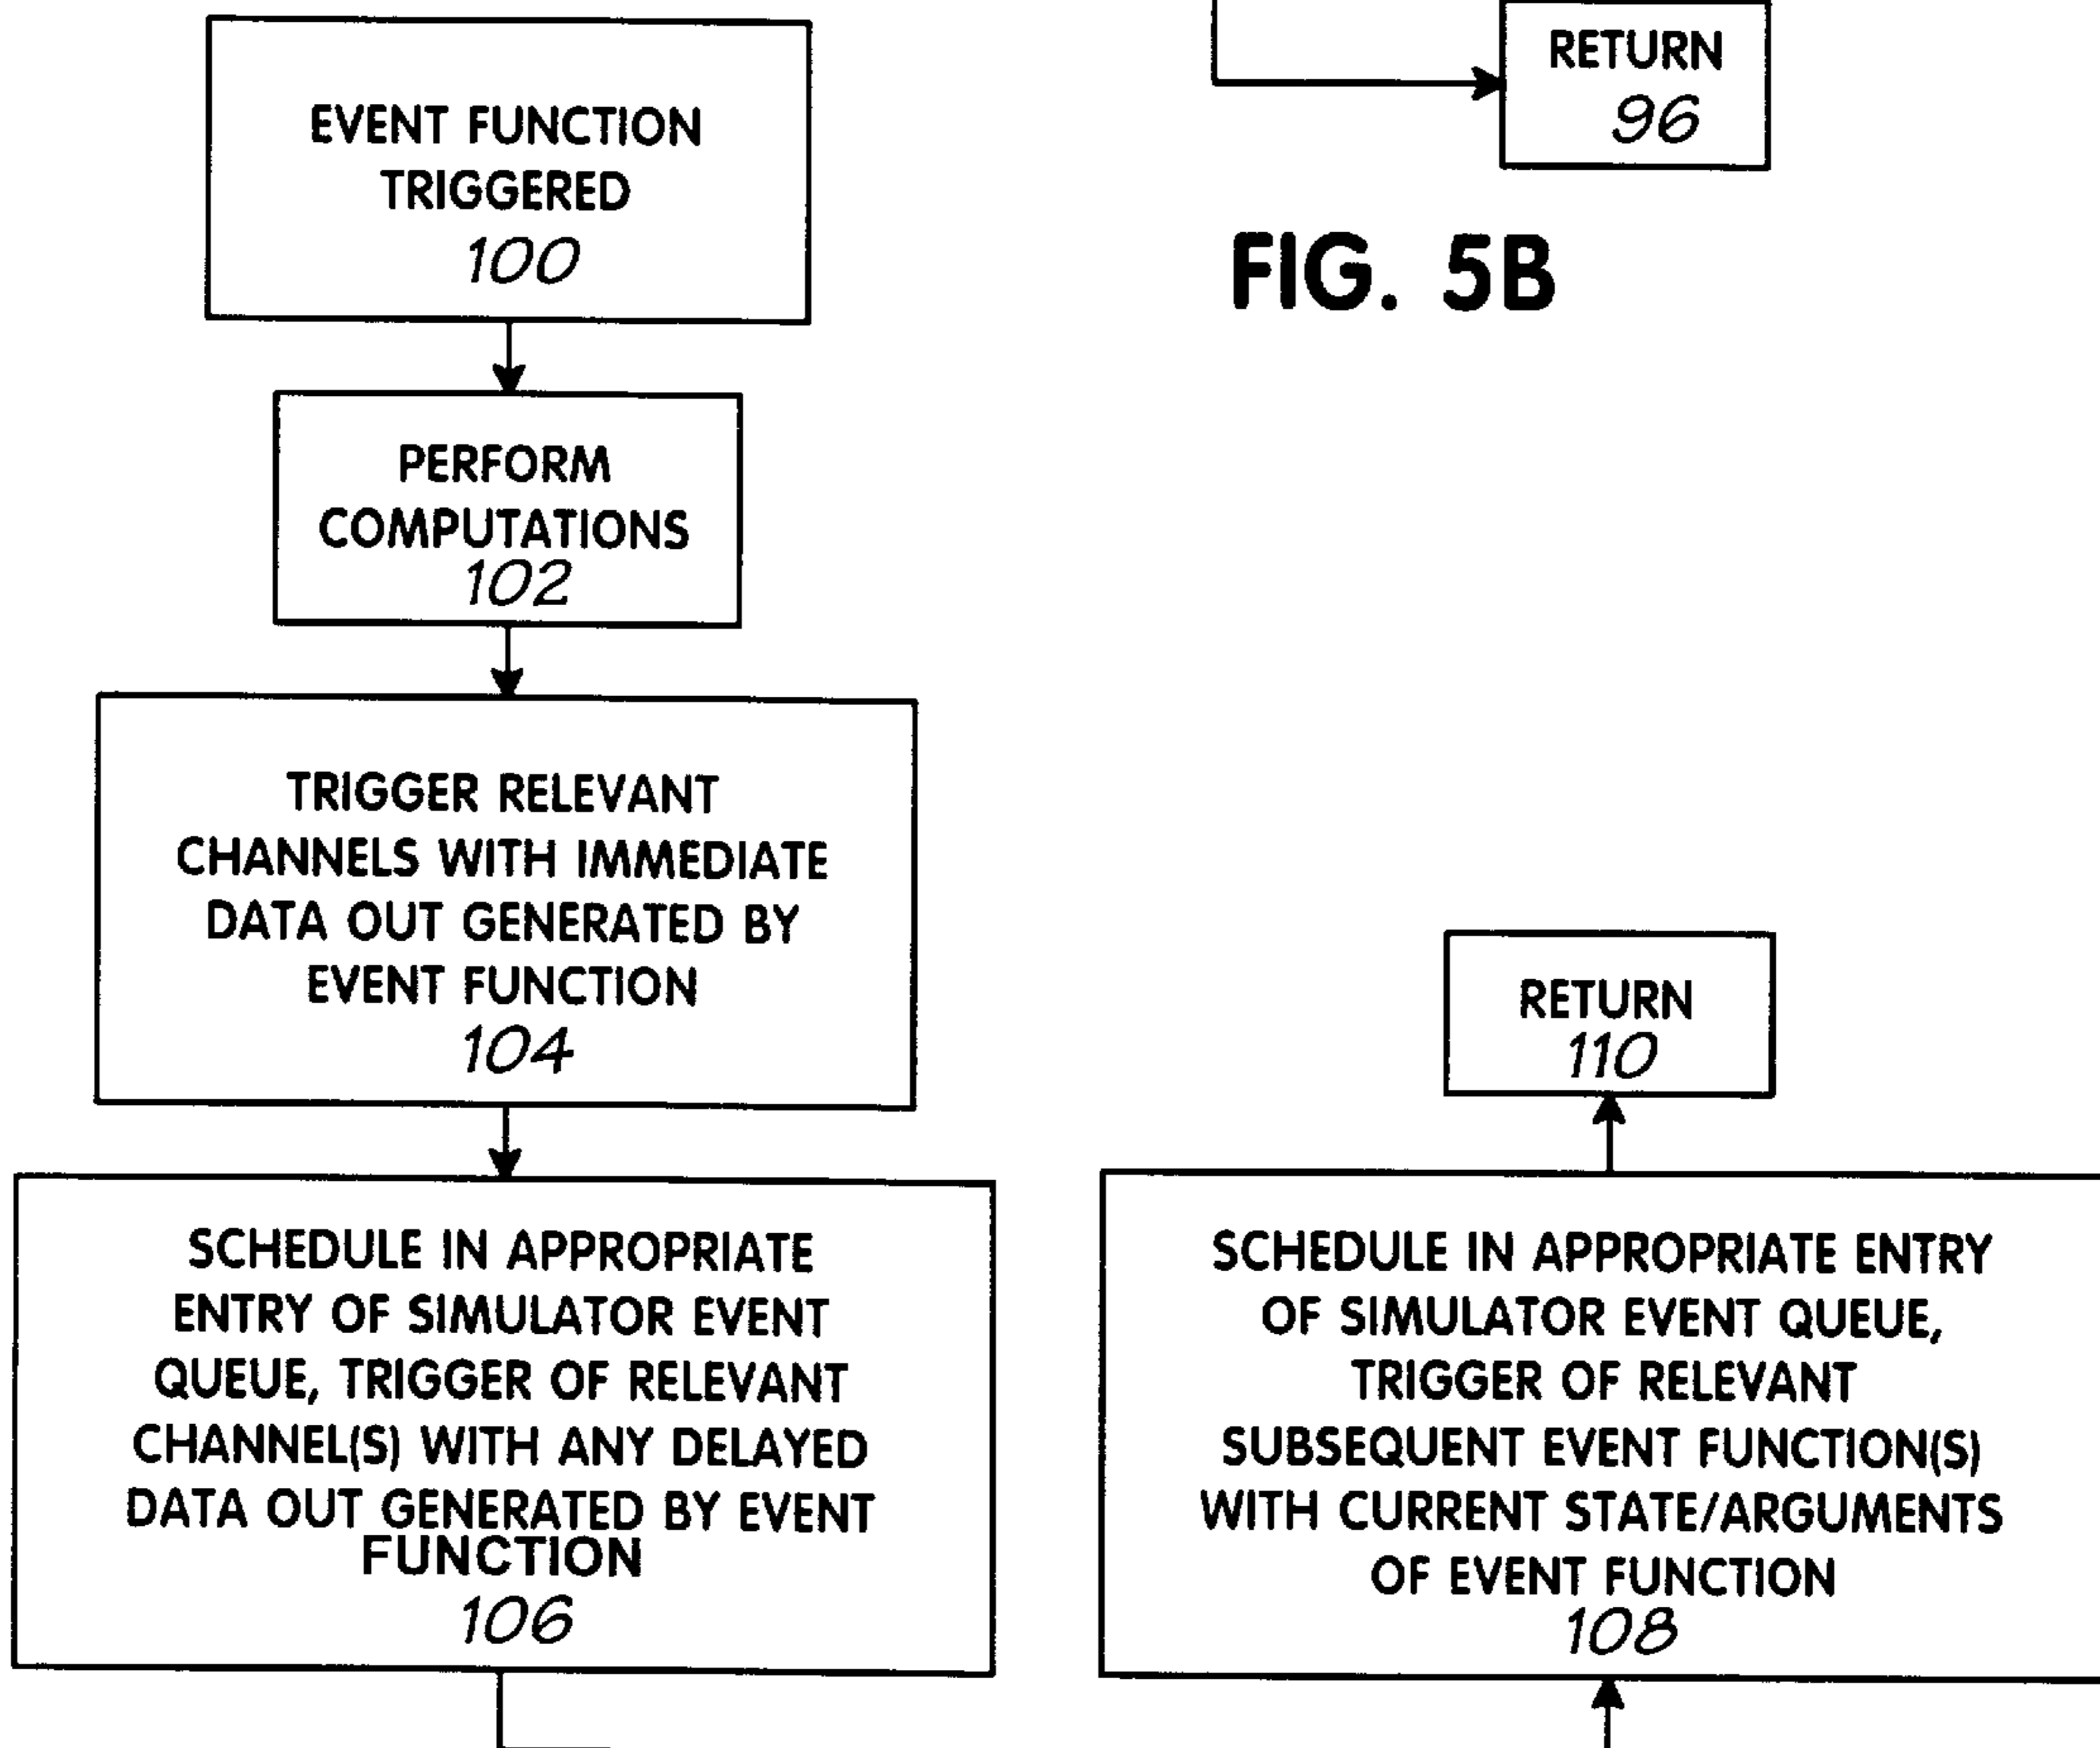 EVENT FUNCTION
TRIGGERED
100
PERFORM
COMPUTATIONS
102
TRIGGER RELEVANT
CHANNELS WITH IMMEDIATE
DATA OUT GENERATED BY
EVENT FUNCTION
104
SCHEDULE IN APPROPRIATE
ENTRY OF SIMULATOR EVENT
QUEUE, TRIGGER OF RELEVANT
CHANNEL(S) WITH ANY DELAYED
DATA OUT GENERATED BY EVENT
FUNCTION
106
RETURN
96
FIG. 5B
RETURN
110
SCHEDULE IN APPROPRIATE ENTRY
OF SIMULATOR EVENT QUEUE,
TRIGGER OF RELEVANT
SUBSEQUENT EVENT FUNCTION(S)
WITH CURRENT STATE/ARGUMENTS
OF EVENT FUNCTION
108